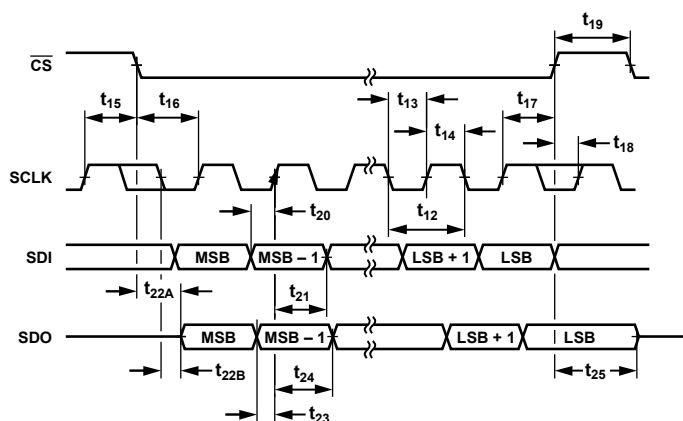 t19
CS
t15
t16
t13
t17
t14
t18
SCLK
t20
t12
SDI
MSB
MSB – 1
LSB + 1
LSB
t22A
t21
SDO
MSB
MSB – 1
LSB + 1
LSB
t22B
t24
t25
t23